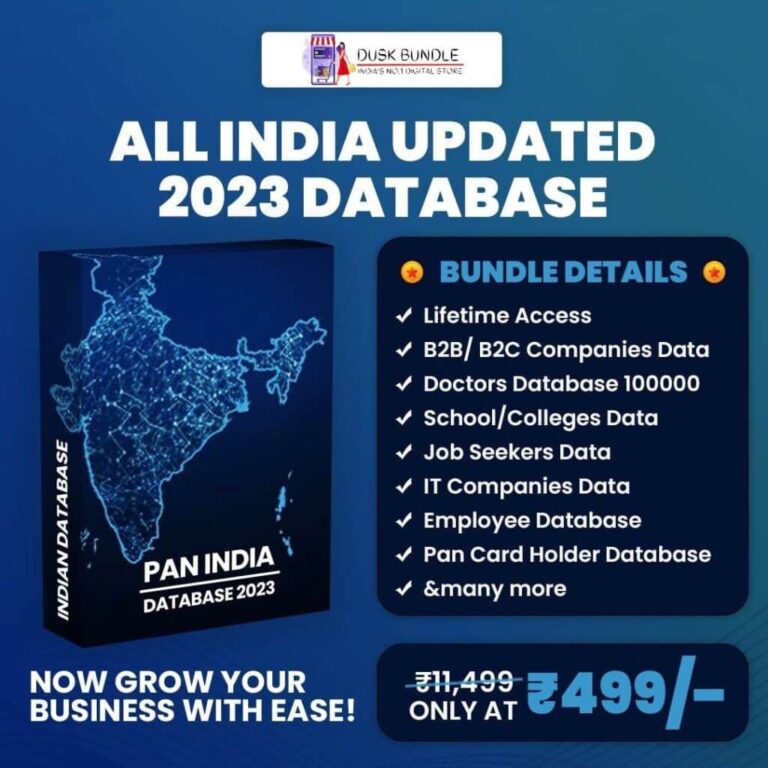 DUSK BUNDLE
INDIA'S NO.1 DIGITAL STORE
ALL INDIA UPDATED
2023 DATABASE
INDIAN DATABASE
PAN INDIA
DATABASE 2023
BUNDLE DETAILS
✓ Lifetime Access
✓ B2B/ B2C Companies Data
✓ Doctors Database 100000
✓ School/Colleges Data
✓ Job Seekers Data
✓ IT Companies Data
✓ Employee Database
✓ Pan Card Holder Database
✓ &many more
NOW GROW YOUR
BUSINESS WITH EASE!
₹11,499
ONLY AT
₹499/-